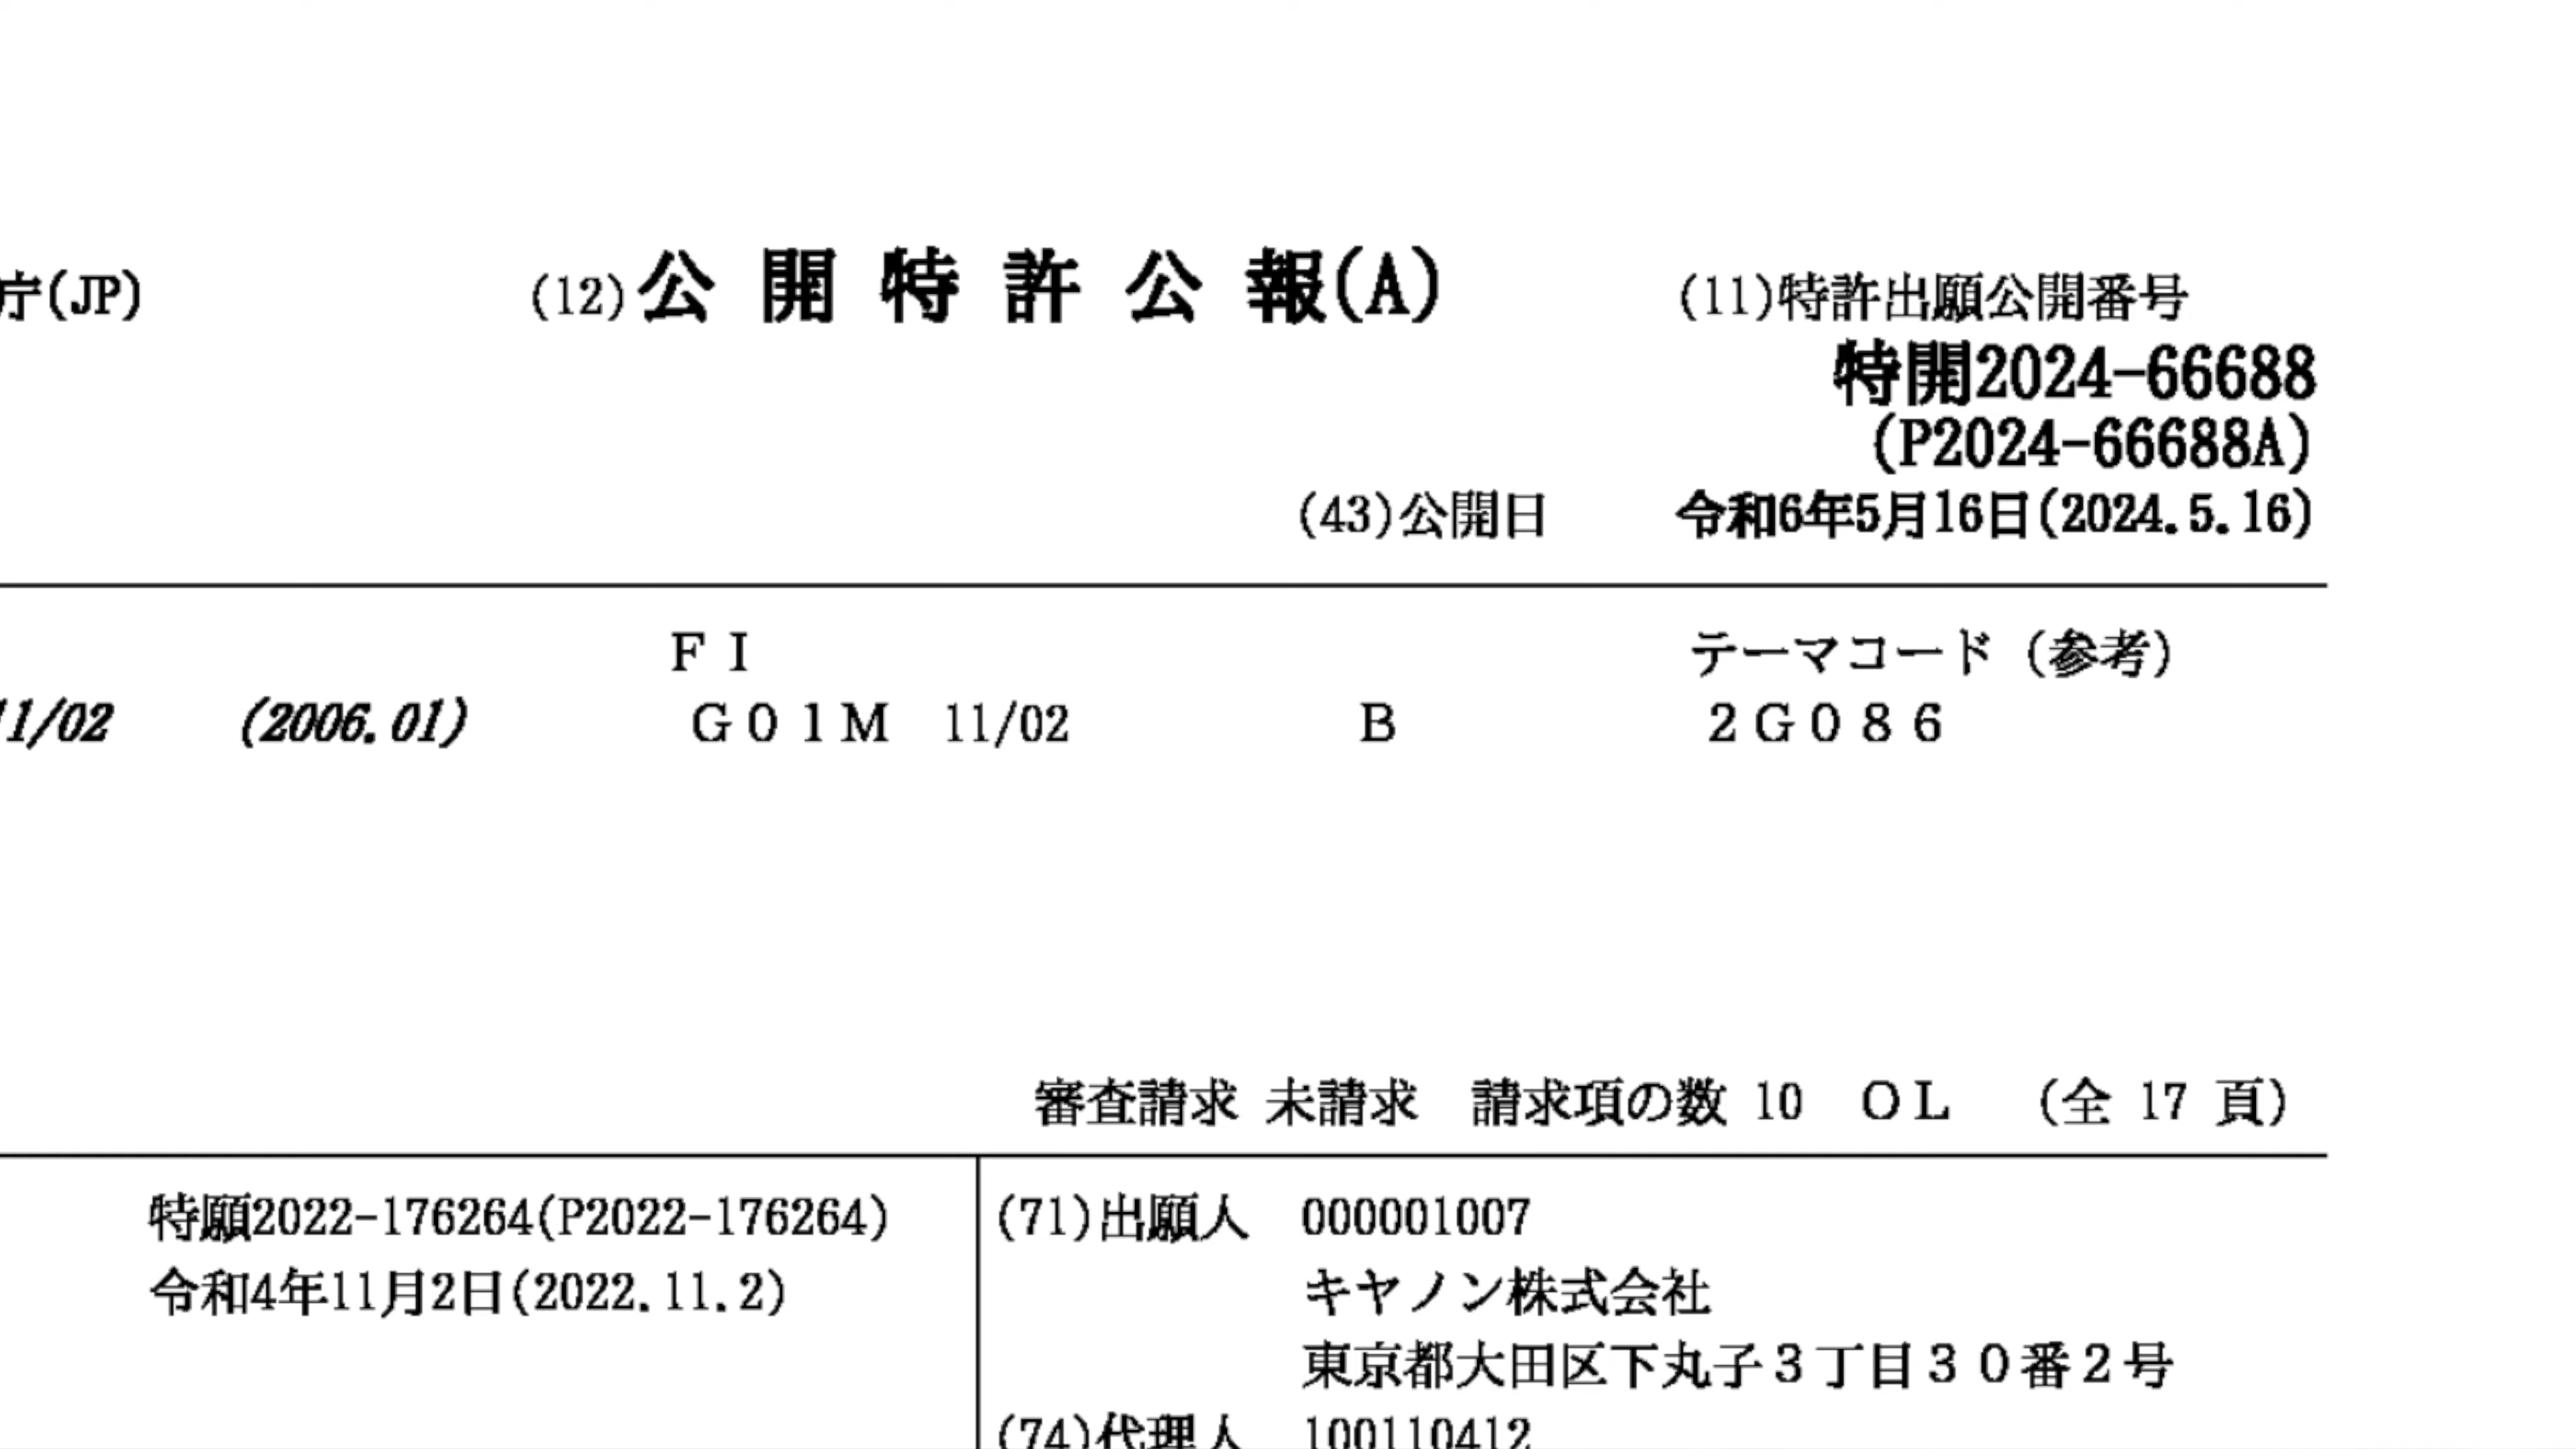 庁(JP)　(12)公開特許公報(A)　(11)特許出願公開番号
特開2024-66688
(P2024-66688A)
(43)公開日　令和6年5月16日(2024.5.16)
ＦＩ　テーマコード（参考）
11/02　(2006.01)　Ｇ０１Ｍ　11/02　Ｂ　２Ｇ０８６
審査請求 未請求　請求項の数 10　ＯＬ　（全 17 頁）
特願2022-176264(P2022-176264)
令和4年11月2日(2022.11.2)
(71)出願人　000001007
キヤノン株式会社
東京都大田区下丸子３丁目３０番２号
(74)代理人　100110412